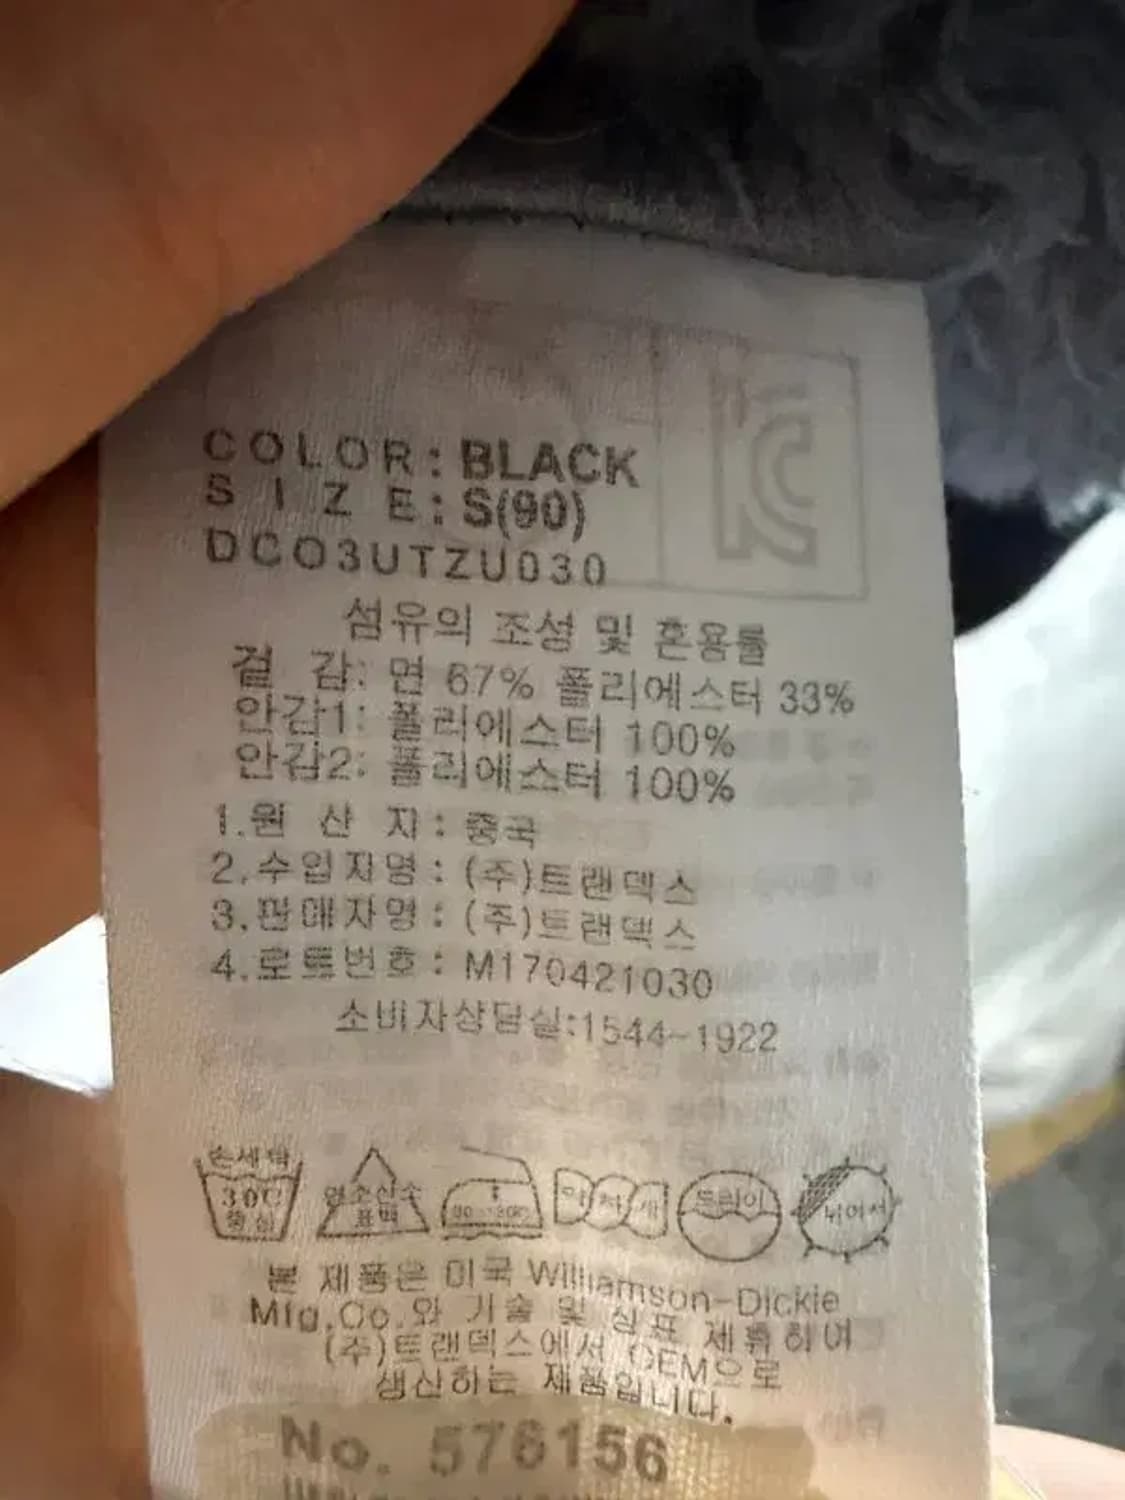 COLOR: BLACK
SIZE: S(90)
DCO3UTZU030
섬유의 조성 및 혼용률
겉 감: 면 67% 폴리에스터 33%
안감1: 폴리에스터 100%
안감2: 폴리에스터 100%
1.원 산 지: 중국
2.수입자명: (주)트랜덱스
3.판매자명: (주)트랜덱스
4.로트번호: M170421030
소비자상담실:1544-1922
손세탁
30℃
중성
염소산소
표백
약하게
드라이
뉘어서
본 제품은 미국 Williamson-Dickie
Mfg.Co.와 기술 및 상표 제휴하여
(주)트랜덱스에서 OEM으로
생산하는 제품입니다.
No. 576156